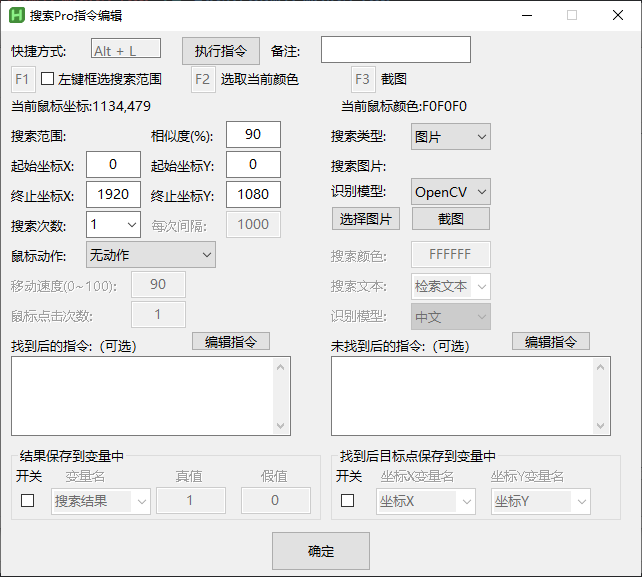 搜索Pro指令编辑
快捷方式: Alt + L 执行指令 备注:
F1 左键框选搜索范围 F2 选取当前颜色 F3 截图
当前鼠标坐标:1134,479 当前鼠标颜色:F0F0F0
搜索范围: 相似度(%): 90 搜索类型: 图片
起始坐标X: 0 起始坐标Y: 0 搜索图片:
终止坐标X: 1920 终止坐标Y: 1080 识别模型: OpenCV
搜索次数: 1 每次间隔: 1000 选择图片 截图
鼠标动作: 无动作 搜索颜色: FFFFFF
移动速度(0~100): 90 搜索文本: 检索文本
鼠标点击次数: 1 识别模型: 中文
找到后的指令:（可选） 编辑指令 未找到后的指令:（可选） 编辑指令
结果保存到变量中 找到后目标点保存到变量中
开关 变量名 真值 假值 开关 坐标X变量名 坐标Y变量名
搜索结果 1 0 坐标X 坐标Y
确定